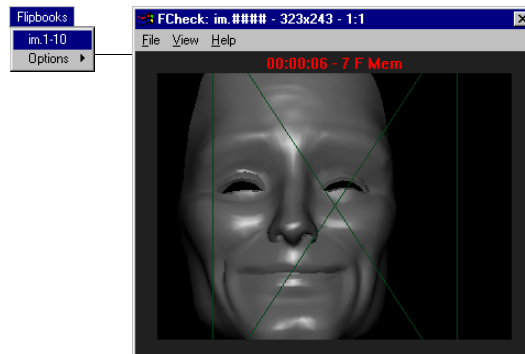 Flipbooks
im.1-10
Options
FCheck: im.#### - 323x243 - 1:1
File View Help
00:00:06 - 7 F Mem